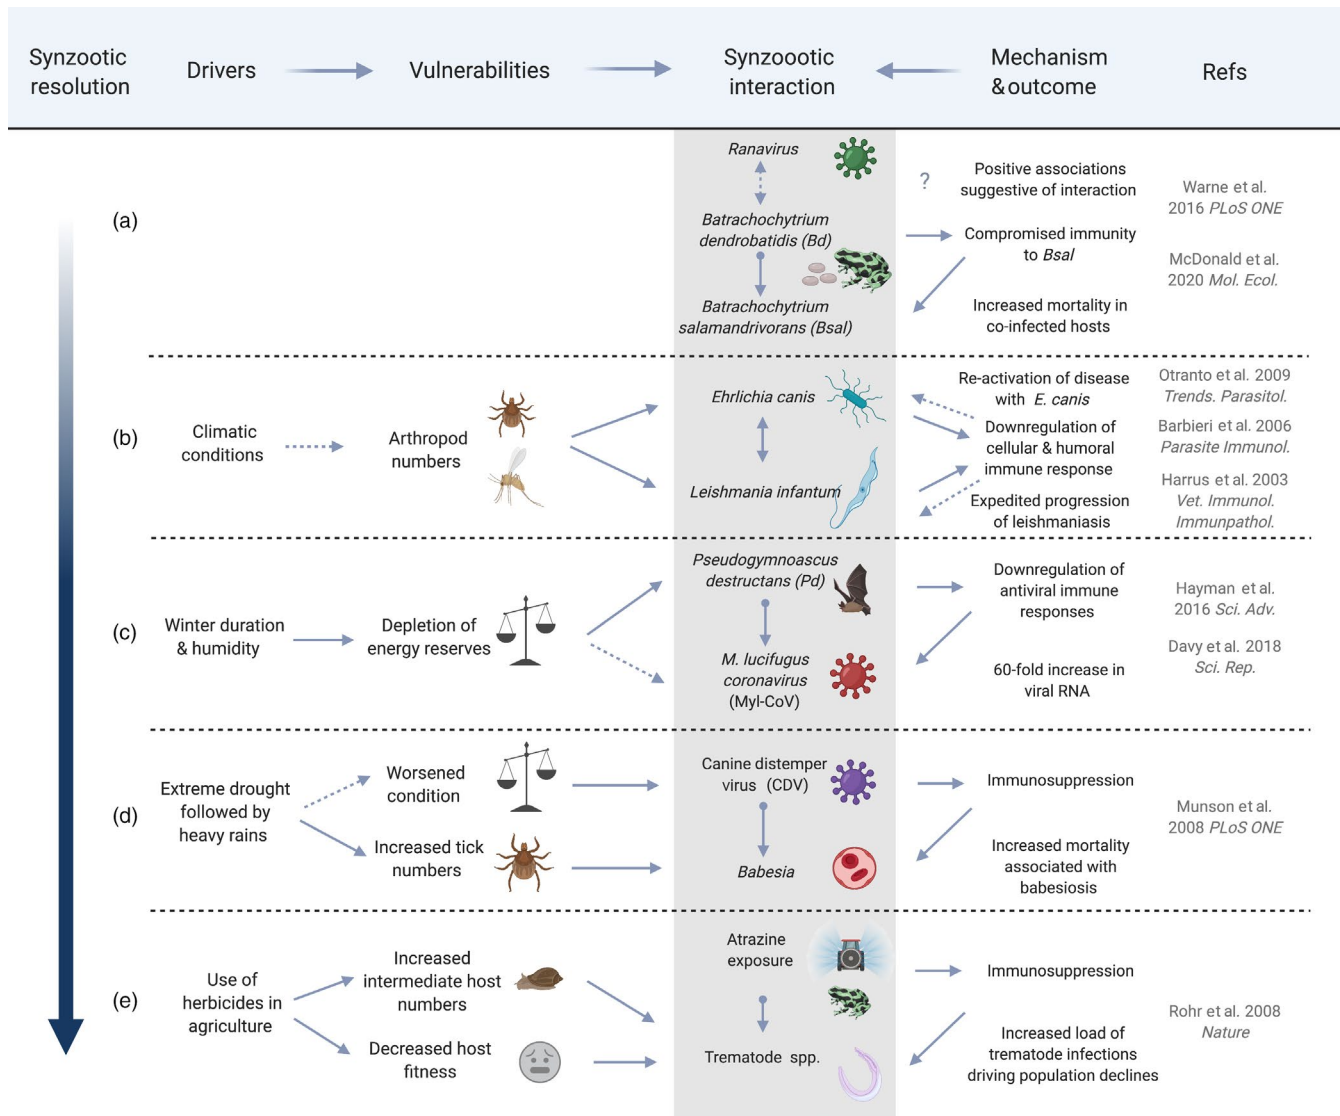 Synzootic
resolution
Drivers
Vulnerabilities
Synzoootic
interaction
Mechanism
& outcome
Refs
(a)
Ranavirus
Batrachochytrium
dendrobatidis (Bd)
Batrachochytrium
salamandrivorans (Bsal)
?
Positive associations
suggestive of interaction
Compromised immunity
to Bsal
Increased mortality in
co-infected hosts
Warne et al.
2016 PLoS ONE
McDonald et al.
2020 Mol. Ecol.
(b)
Climatic
conditions
Arthropod
numbers
Ehrlichia canis
Leishmania infantum
Re-activation of disease
with E. canis
Downregulation of
cellular & humoral
immune response
Expedited progression
of leishmaniasis
Otranto et al. 2009
Trends. Parasitol.
Barbieri et al. 2006
Parasite Immunol.
Harrus et al. 2003
Vet. Immunol.
Immunpathol.
(c)
Winter duration
& humidity
Depletion of
energy reserves
Pseudogymnoascus
destructans (Pd)
M. lucifugus
coronavirus
(Myl-CoV)
Downregulation of
antiviral immune
responses
60-fold increase in
viral RNA
Hayman et al.
2016 Sci. Adv.
Davy et al. 2018
Sci. Rep.
(d)
Extreme drought
followed by
heavy rains
Worsened
condition
Increased tick
numbers
Canine distemper
virus (CDV)
Babesia
Immunosuppression
Increased mortality
associated with
babesiosis
Munson et al.
2008 PLoS ONE
(e)
Use of
herbicides in
agriculture
Increased
intermediate host
numbers
Decreased host
fitness
Atrazine
exposure
Trematode spp.
Immunosuppression
Increased load of
trematode infections
driving population declines
Rohr et al. 2008
Nature